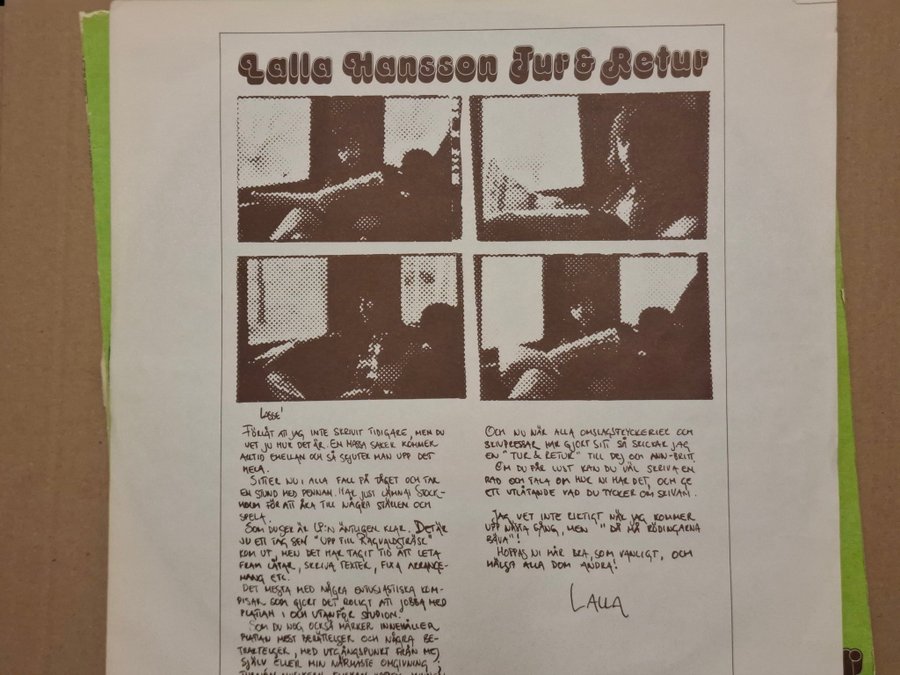 Lalla Hansson Tur & Retur
Lasse!
Förlåt att jag inte skrivit tidigare, men du
vet ju hur det är. En massa saker kommer
alltid emellan och så skjuter man upp det
hela.
Sitter nu i alla fall på tåget och tar
en stund med pennan. Har just lämnat Stock-
holm för att åka till några ställen och
spela.
Som du ser är LP:n äntligen klar. Det är
ju ett tag sen "Upp till Ragvaldsträsk"
kom ut, men det har tagit tid att leta
fram låtar, skriva texter, fixa arrange-
mang etc.
Det mesta med några entusiastiska kom-
pisar som gjort det roligt att jobba med
plattan i och utanför studion.
Som du nog också märker innehåller
plattan mest berättelser och några be-
traktelser, med utgångspunkt från mej
själv eller min närmaste omgivning,
Och nu när alla omslagstryckerier och
skivpressar har gjort sitt så skickar jag
en "Tur & Retur" till dej och Ann-Britt.
Om du får lust kan du väl skriva en
rad och tala om hur ni har det, och ge
ett utlåtande vad du tycker om skivan.
Jag vet inte riktigt när jag kommer
upp nästa gång, men "då må rödingarna
bäva"!
Hoppas ni mår bra, som vanligt, och
hälsa alla dom andra!
Lalla